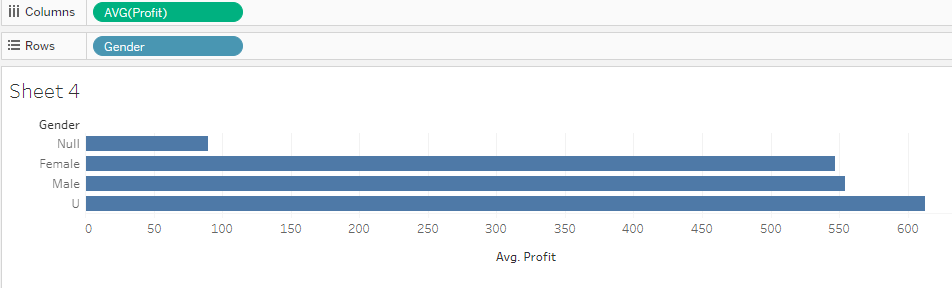 Columns AVG(Profit)
Rows Gender
Sheet 4
Gender
Null
Female
Male
U
0 50 100 150 200 250 300 350 400 450 500 550 600
Avg. Profit